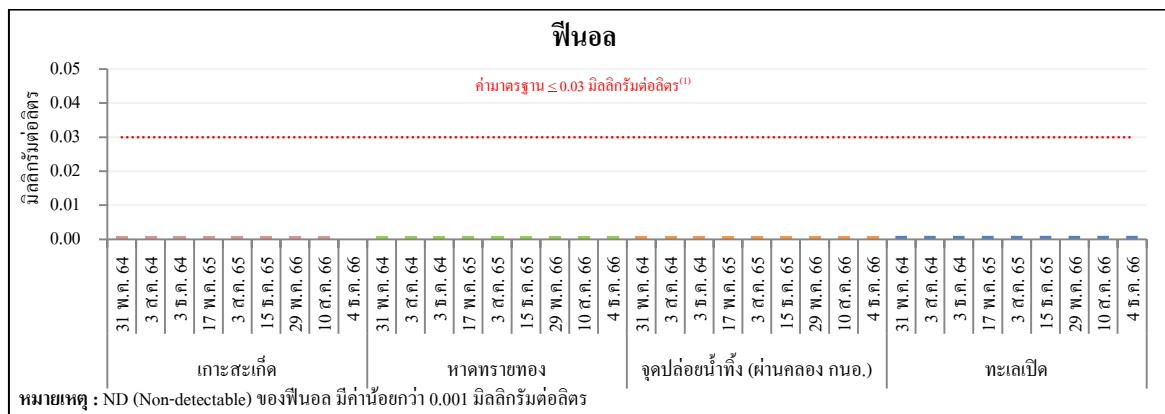 ฟีนอล
ค่ามาตรฐาน ≤ 0.03 มิลลิกรัมต่อลิตร⁽¹⁾
มิลลิกรัมต่อลิตร
0.05
0.04
0.03
0.02
0.01
0.00
31 พ.ค. 64
3 ส.ค. 64
3 ธ.ค. 64
17 พ.ค. 65
3 ส.ค. 65
15 ธ.ค. 65
29 พ.ค. 66
10 ส.ค. 66
4 ธ.ค. 66
31 พ.ค. 64
3 ส.ค. 64
3 ธ.ค. 64
17 พ.ค. 65
3 ส.ค. 65
15 ธ.ค. 65
29 พ.ค. 66
10 ส.ค. 66
4 ธ.ค. 66
31 พ.ค. 64
3 ส.ค. 64
3 ธ.ค. 64
17 พ.ค. 65
3 ส.ค. 65
15 ธ.ค. 65
29 พ.ค. 66
10 ส.ค. 66
4 ธ.ค. 66
31 พ.ค. 64
3 ส.ค. 64
3 ธ.ค. 64
17 พ.ค. 65
3 ส.ค. 65
15 ธ.ค. 65
29 พ.ค. 66
10 ส.ค. 66
4 ธ.ค. 66
เกาะสะเก็ด
หาดทรายทอง
จุดปล่อยน้ำทิ้ง (ผ่านคลอง กนอ.)
ทะเลเปิด
หมายเหตุ : ND (Non-detectable) ของฟีนอล มีค่าน้อยกว่า 0.001 มิลลิกรัมต่อลิตร